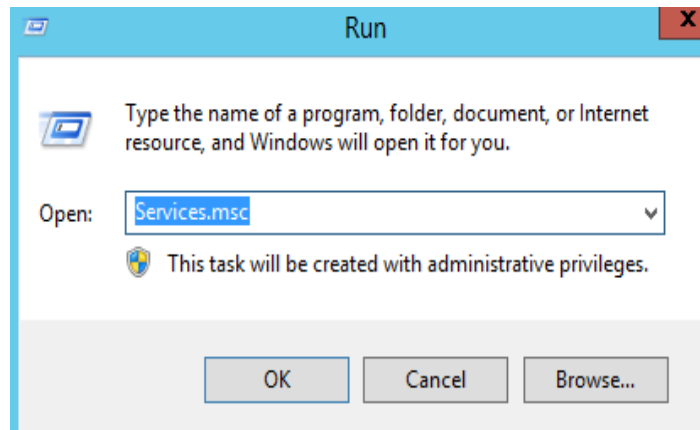 Run
X
Type the name of a program, folder, document, or Internet
resource, and Windows will open it for you.
Open: Services.msc
This task will be created with administrative privileges.
OK Cancel Browse...